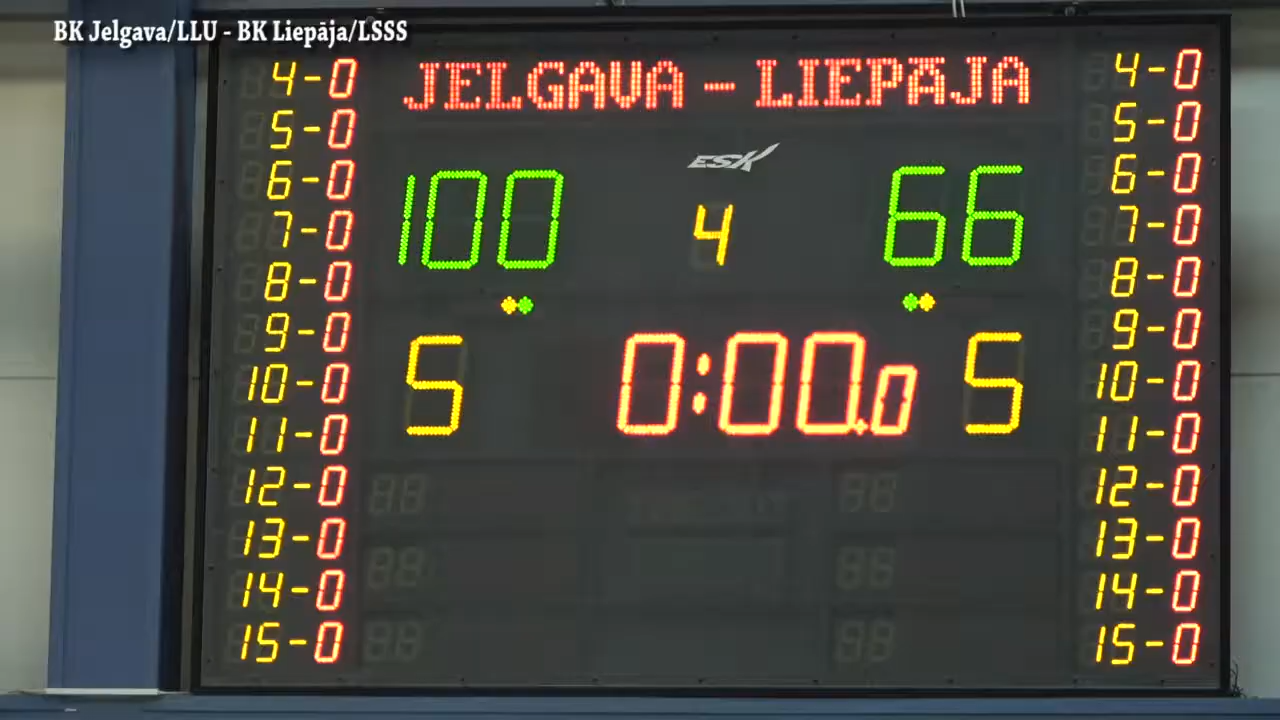 BK Jelgava/LLU - BK Liepāja/LSSS
JELGAVA - LIEPĀJA
ESK
100 4 66
5 0:00.0 5
4-0 4-0
5-0 5-0
6-0 6-0
7-0 7-0
8-0 8-0
9-0 9-0
10-0 10-0
11-0 11-0
12-0 12-0
13-0 13-0
14-0 14-0
15-0 15-0